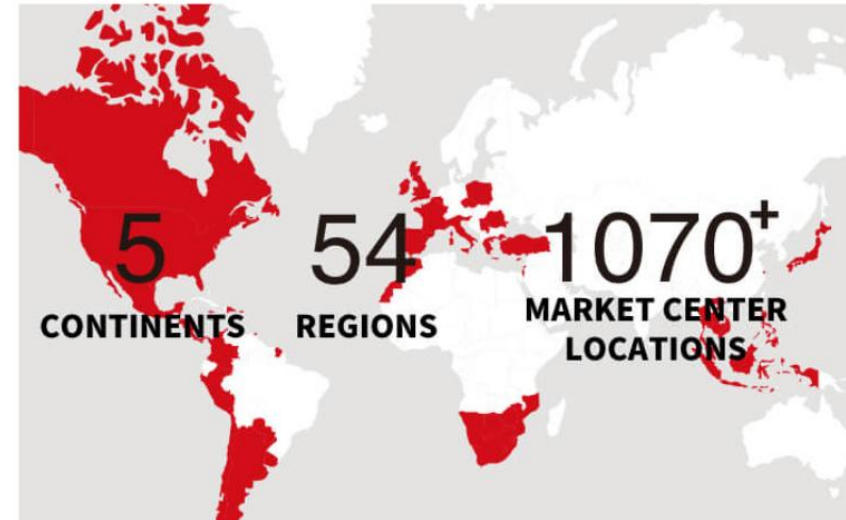 5
CONTINENTS
54
REGIONS
1070+
MARKET CENTER
LOCATIONS